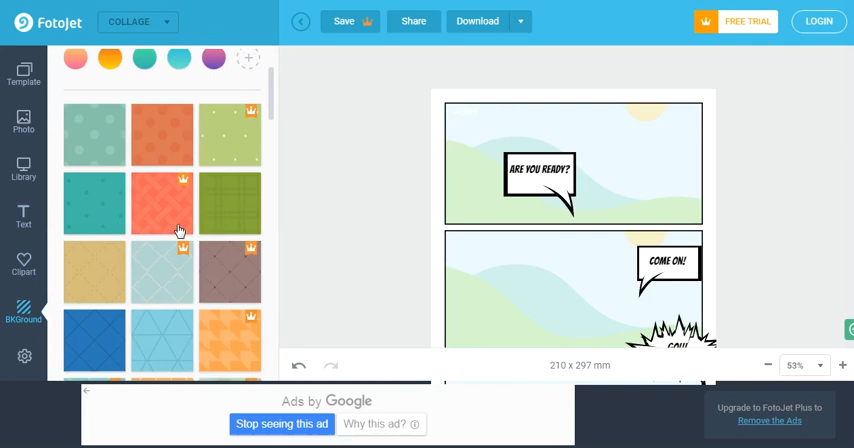 FotoJet
COLLAGE
Save
Share
Download
FREE TRIAL
LOGIN
Template
Photo
Library
Text
Clipart
BKGround
ARE YOU READY?
COME ON!
210 x 297 mm
53%
Ads by Google
Stop seeing this ad
Why this ad?
Upgrade to FotoJet Plus to
Remove the Ads